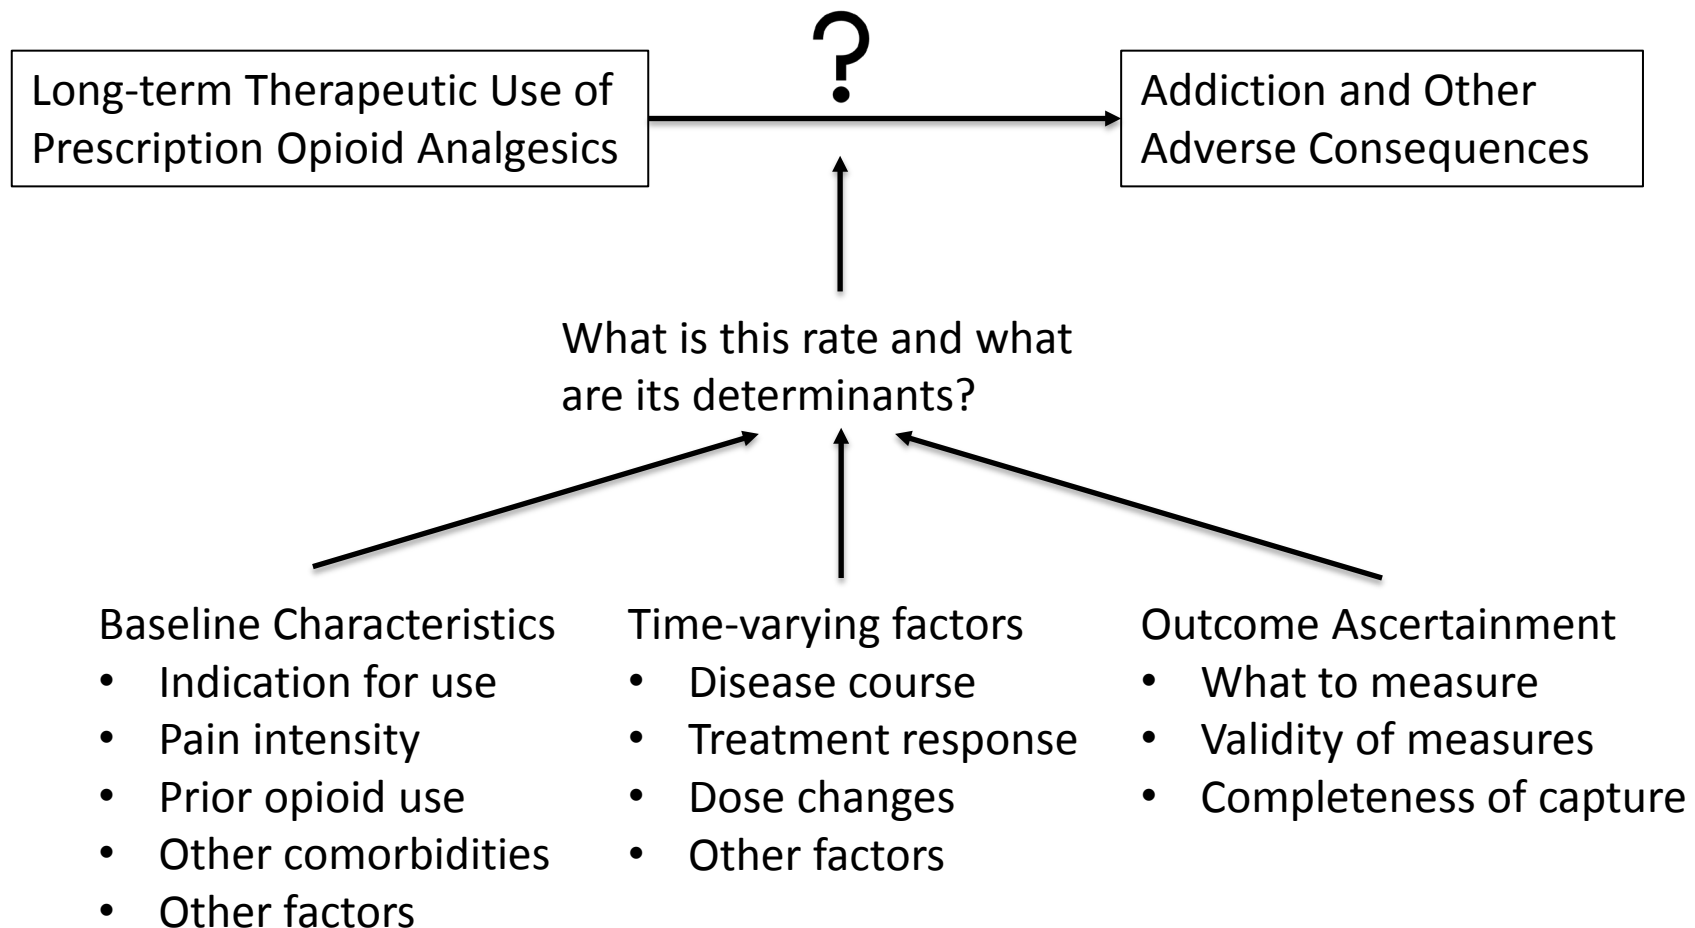 ?
Long-term Therapeutic Use of
Prescription Opioid Analgesics
Addiction and Other
Adverse Consequences
What is this rate and what
are its determinants?
Baseline Characteristics
• Indication for use
• Pain intensity
• Prior opioid use
• Other comorbidities
• Other factors
Time-varying factors
• Disease course
• Treatment response
• Dose changes
• Other factors
Outcome Ascertainment
• What to measure
• Validity of measures
• Completeness of capture